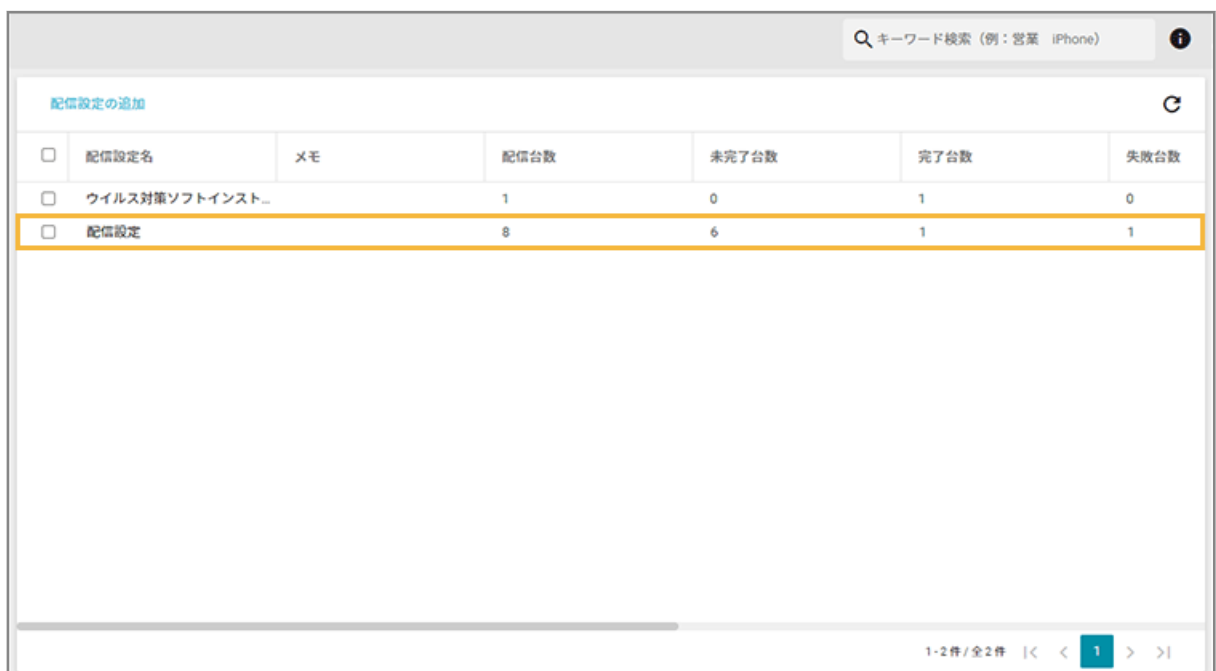 キーワード検索（例：営業　iPhone）
配信設定の追加
配信設定名 メモ 配信台数 未完了台数 完了台数 失敗台数
ウイルス対策ソフトインスト... 1 0 1 0
配信設定 8 6 1 1
1-2件/全2件 |< < 1 > >|